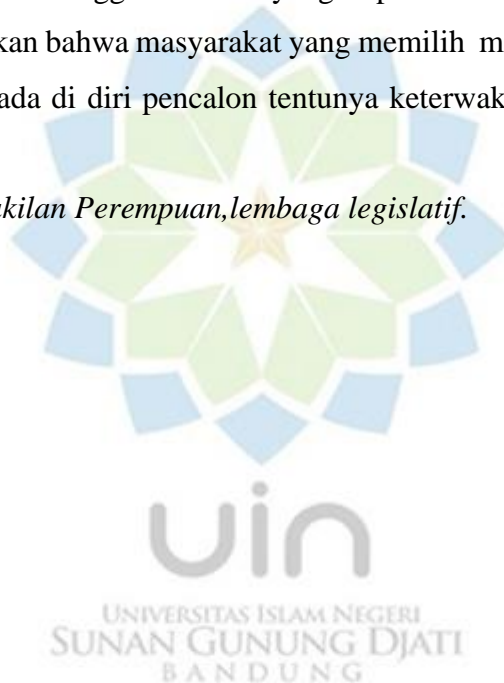 kan bahwa masyarakat yang memilih m
ada di diri pencalon tentunya keterwak
kilan Perempuan,lembaga legislatif.
uin
UNIVERSITAS ISLAM NEGERI
SUNAN GUNUNG DJATI
BANDUNG